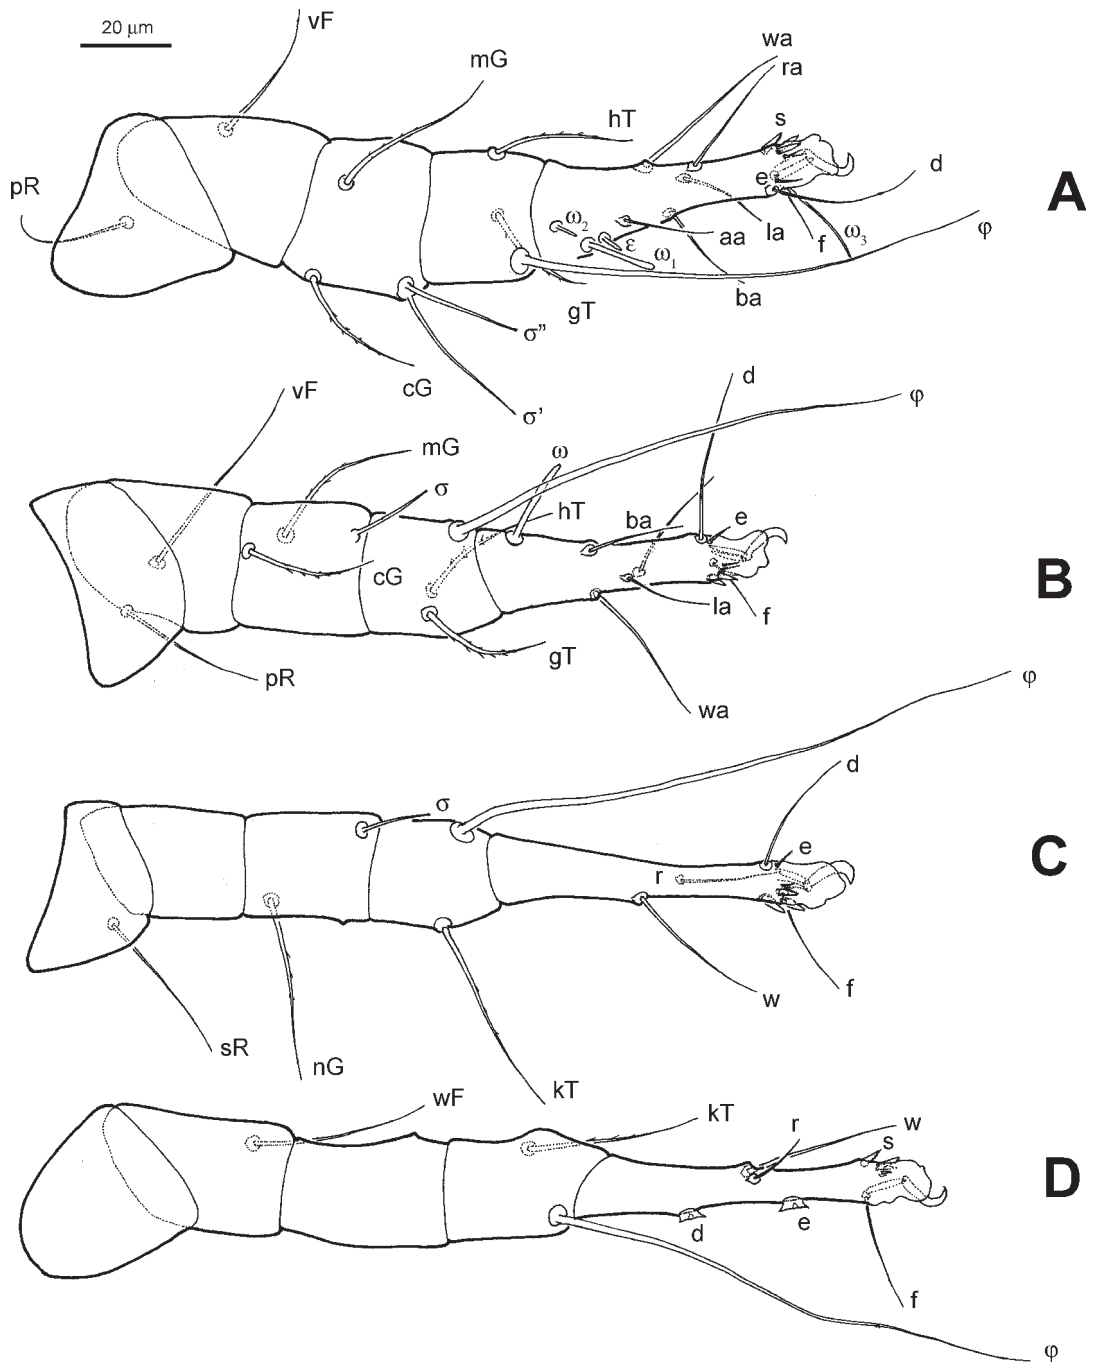 20 µm
vF
mG
wa
ra
hT
s
pR
e
d
A
ω2
ε
ω1
aa
la
f
ω3
φ
ba
gT
σ''
cG
σ'
vF
d
φ
mG
ω
σ
hT
ba
e
B
cG
la
f
gT
pR
wa
φ
σ
d
e
C
r
w
f
sR
nG
kT
wF
kT
r
w
s
D
d
e
f
φ